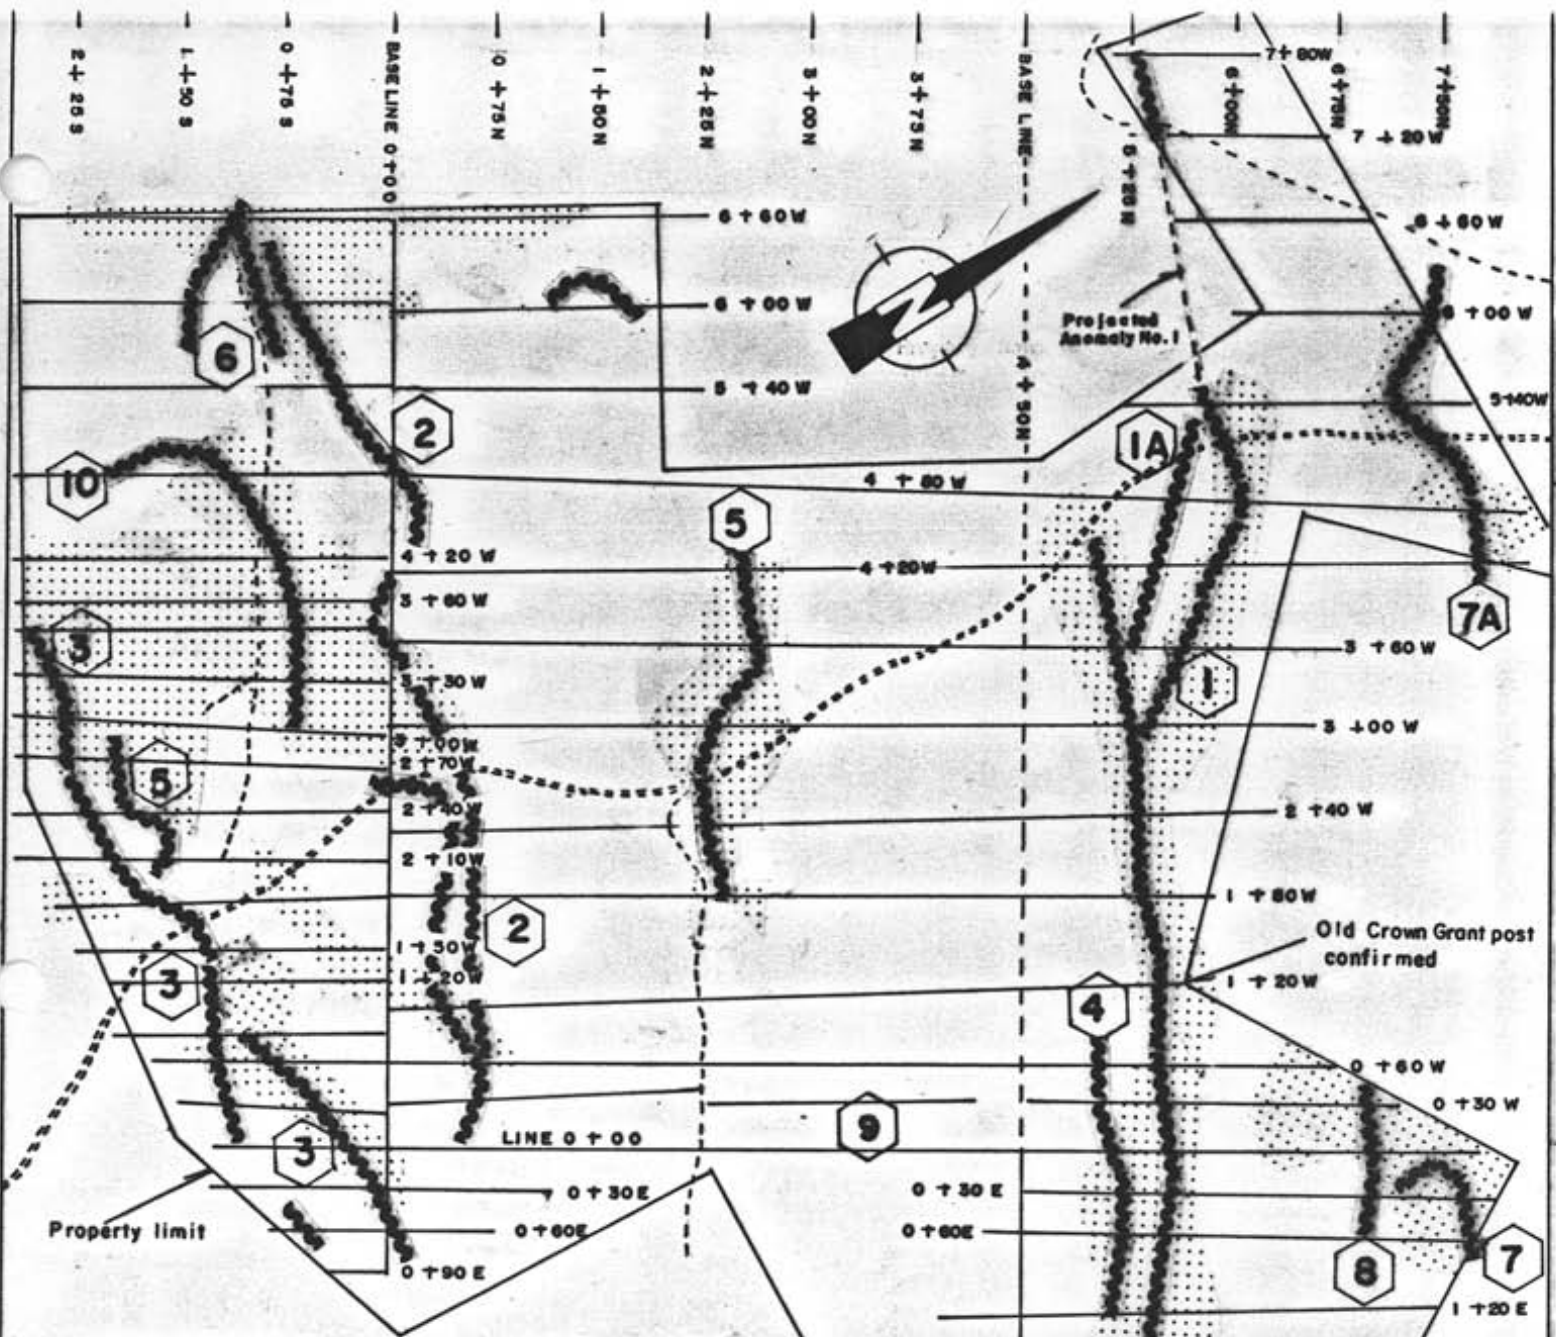 2+25 S
1+50 S
0+75 S
BASE LINE 0+00
0+75N
1+50N
2+25N
3+00N
3+75N
BASE LINE 4+50N
5+20N
6+00N
6+75N
7+50N
7+80W
7+20W
6+60W
6+60W
6+00W
6+00W
Projected
Anomaly No. 1
6
5+40W
5+40W
2
1A
10
4+80W
5
4+20W
4+20W
3+60W
7A
3
3+60W
3+30W
1
3+00W
3+00W
2+70W
5
2+40W
2+40W
2+10W
1+80W
2
Old Crown Grant post
confirmed
1+50W
3
1+20W
1+20W
4
0+60W
0+30W
9
LINE 0+00
3
0+30E
0+30E
Property limit
0+60E
0+60E
7
8
0+90E
1+20E